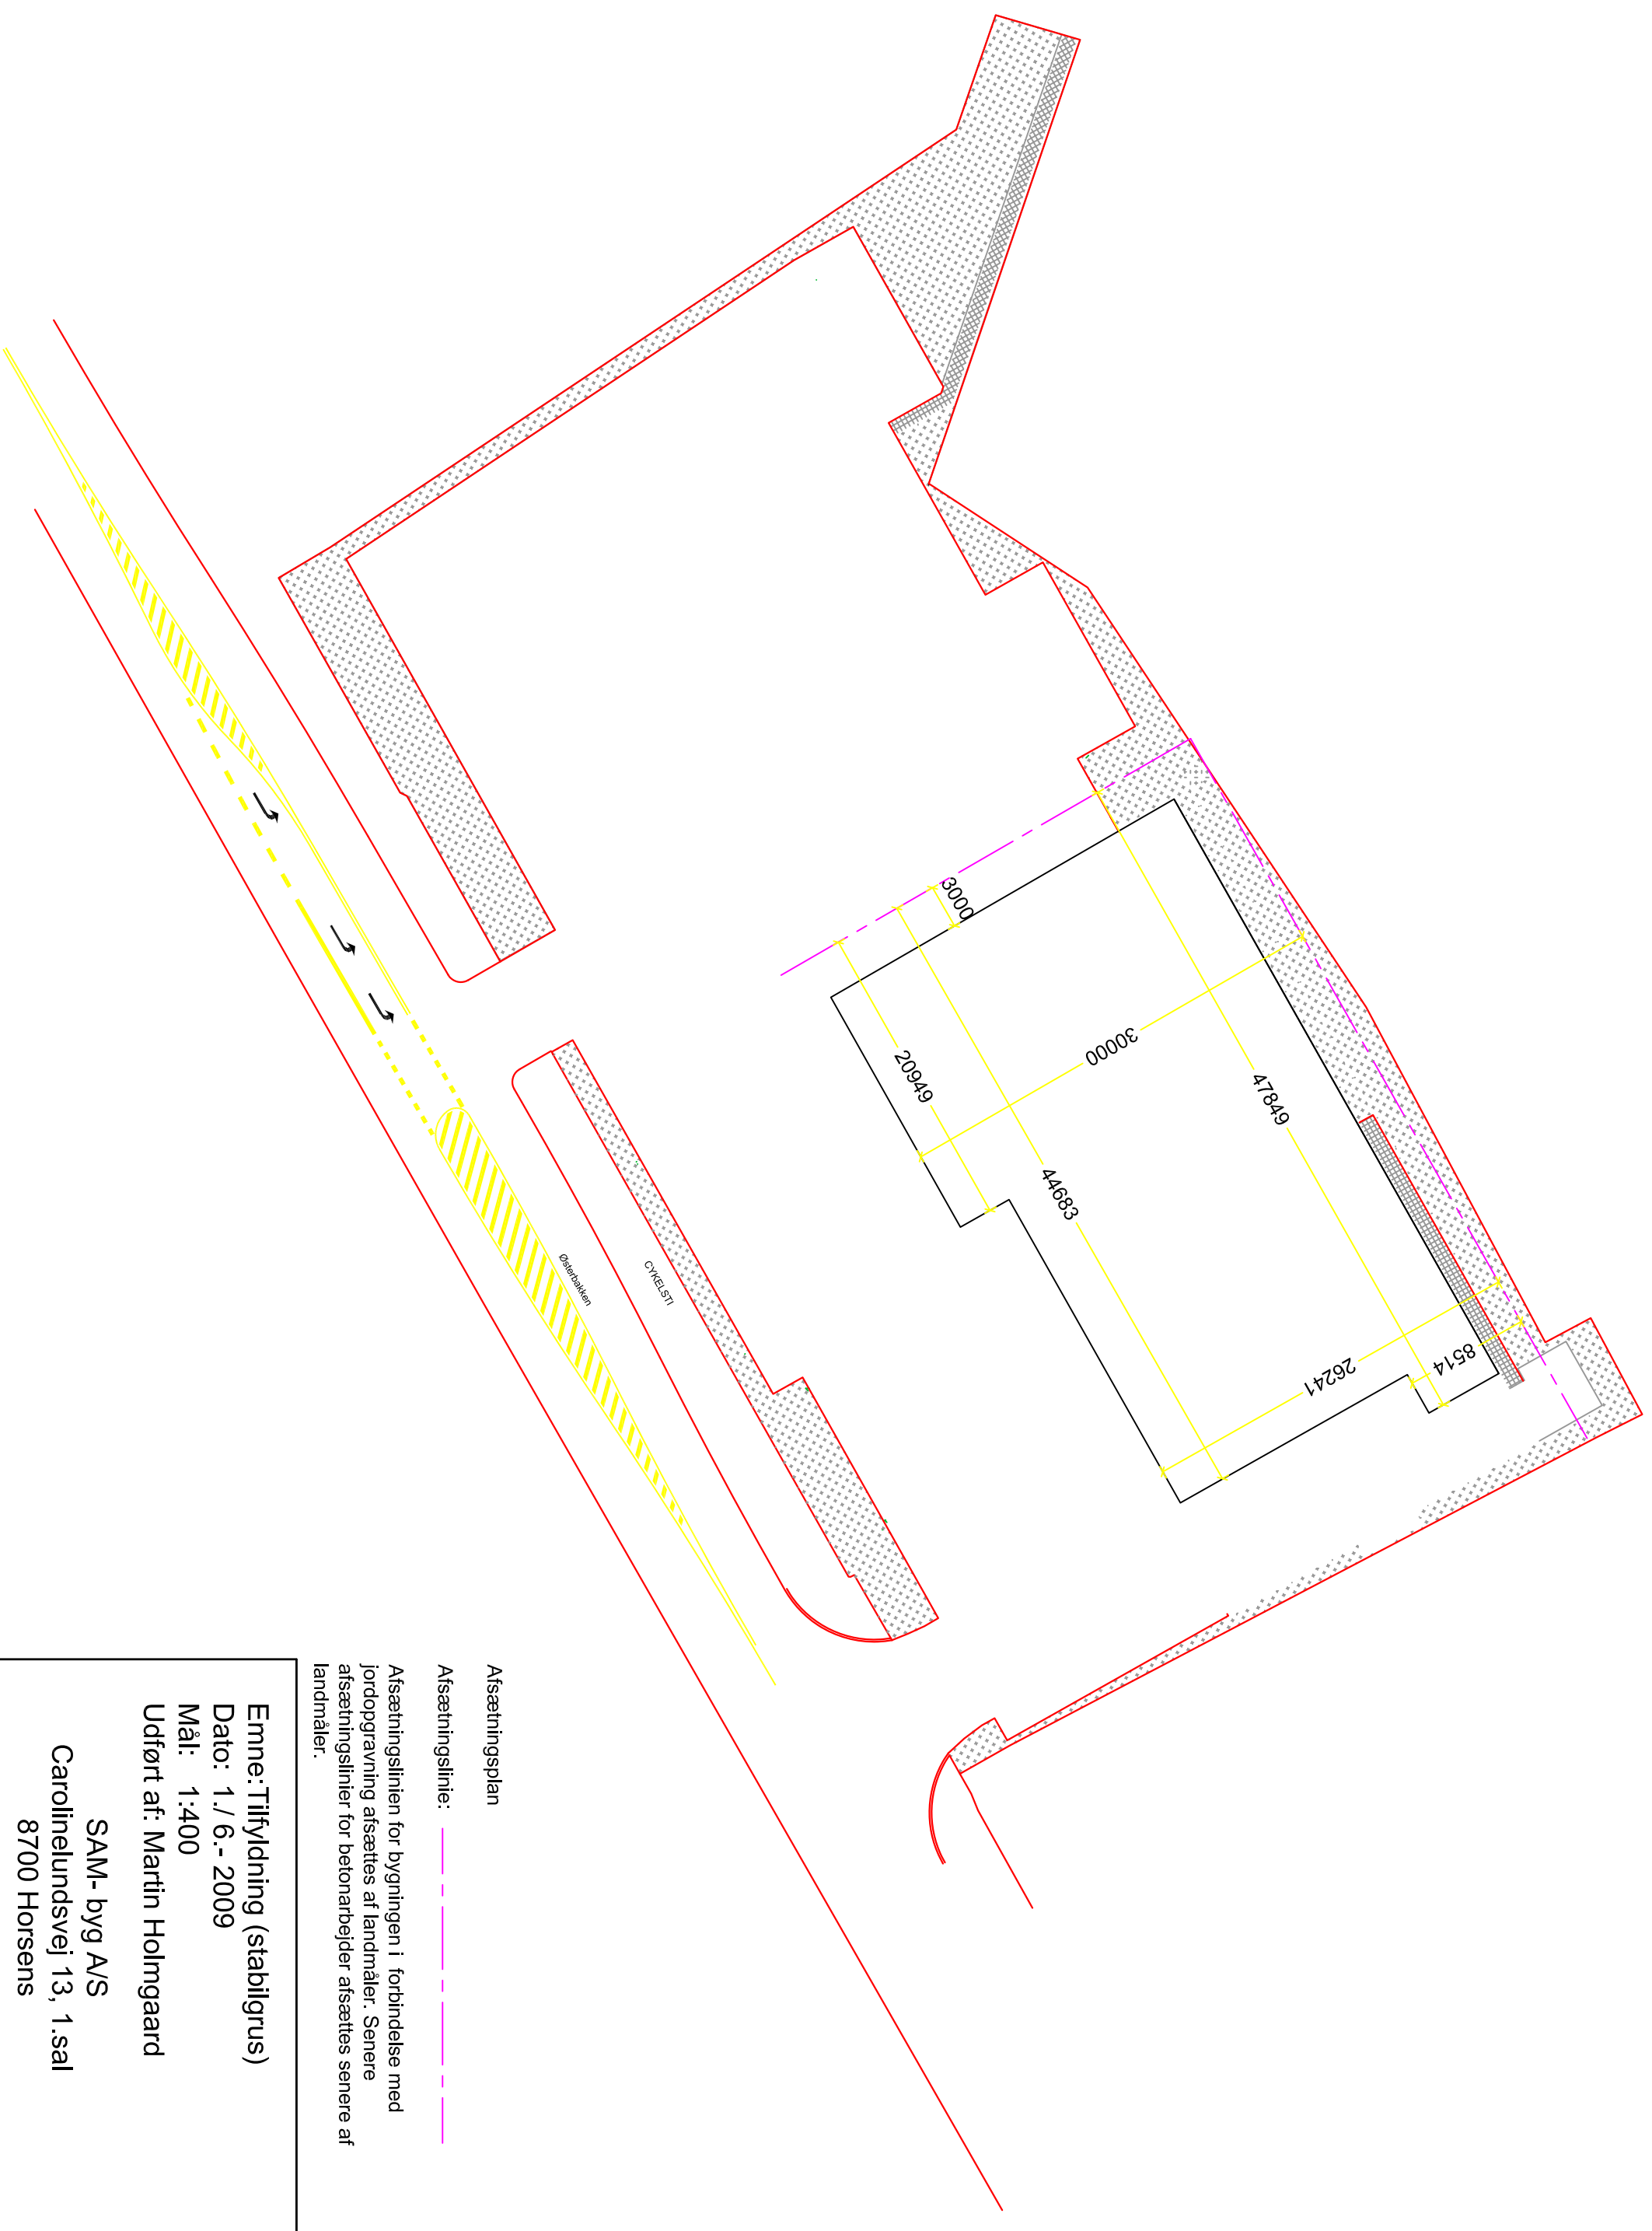 3000
30000
20949
47849
44683
26241
8514
Østerbakken
CYKELSTI
Afsætningsplan
Afsætningslinie:
Afsætningslinien for bygningen i forbindelse med
jordopgravning afsættes af landmåler. Senere
afsætningslinier for betonarbejder afsættes senere af
landmåler.
Emne:Tilfyldning (stabilgrus)
Dato: 1./ 6.- 2009
Mål: 1:400
Udført af: Martin Holmgaard
SAM- byg A/S
Carolinelundsvej 13, 1.sal
8700 Horsens